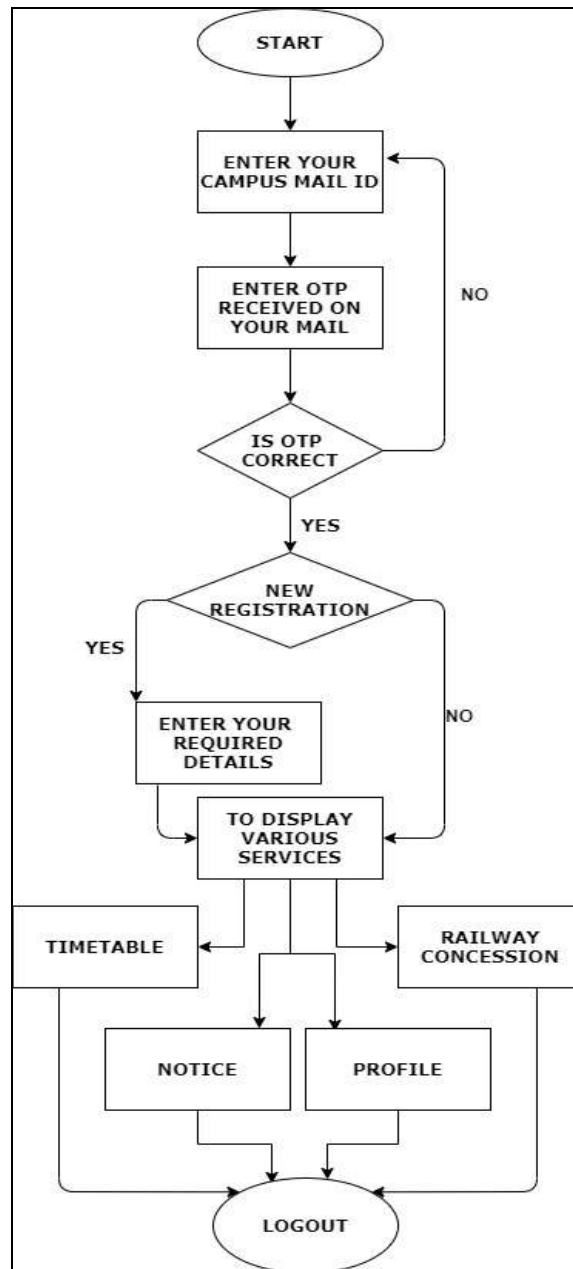 START
ENTER YOUR
CAMPUS MAIL ID
ENTER OTP
RECEIVED ON
YOUR MAIL
NO
IS OTP
CORRECT
YES
NEW
REGISTRATION
YES
NO
ENTER YOUR
REQUIRED
DETAILS
TO DISPLAY
VARIOUS
SERVICES
TIMETABLE
RAILWAY
CONCESSION
NOTICE
PROFILE
LOGOUT